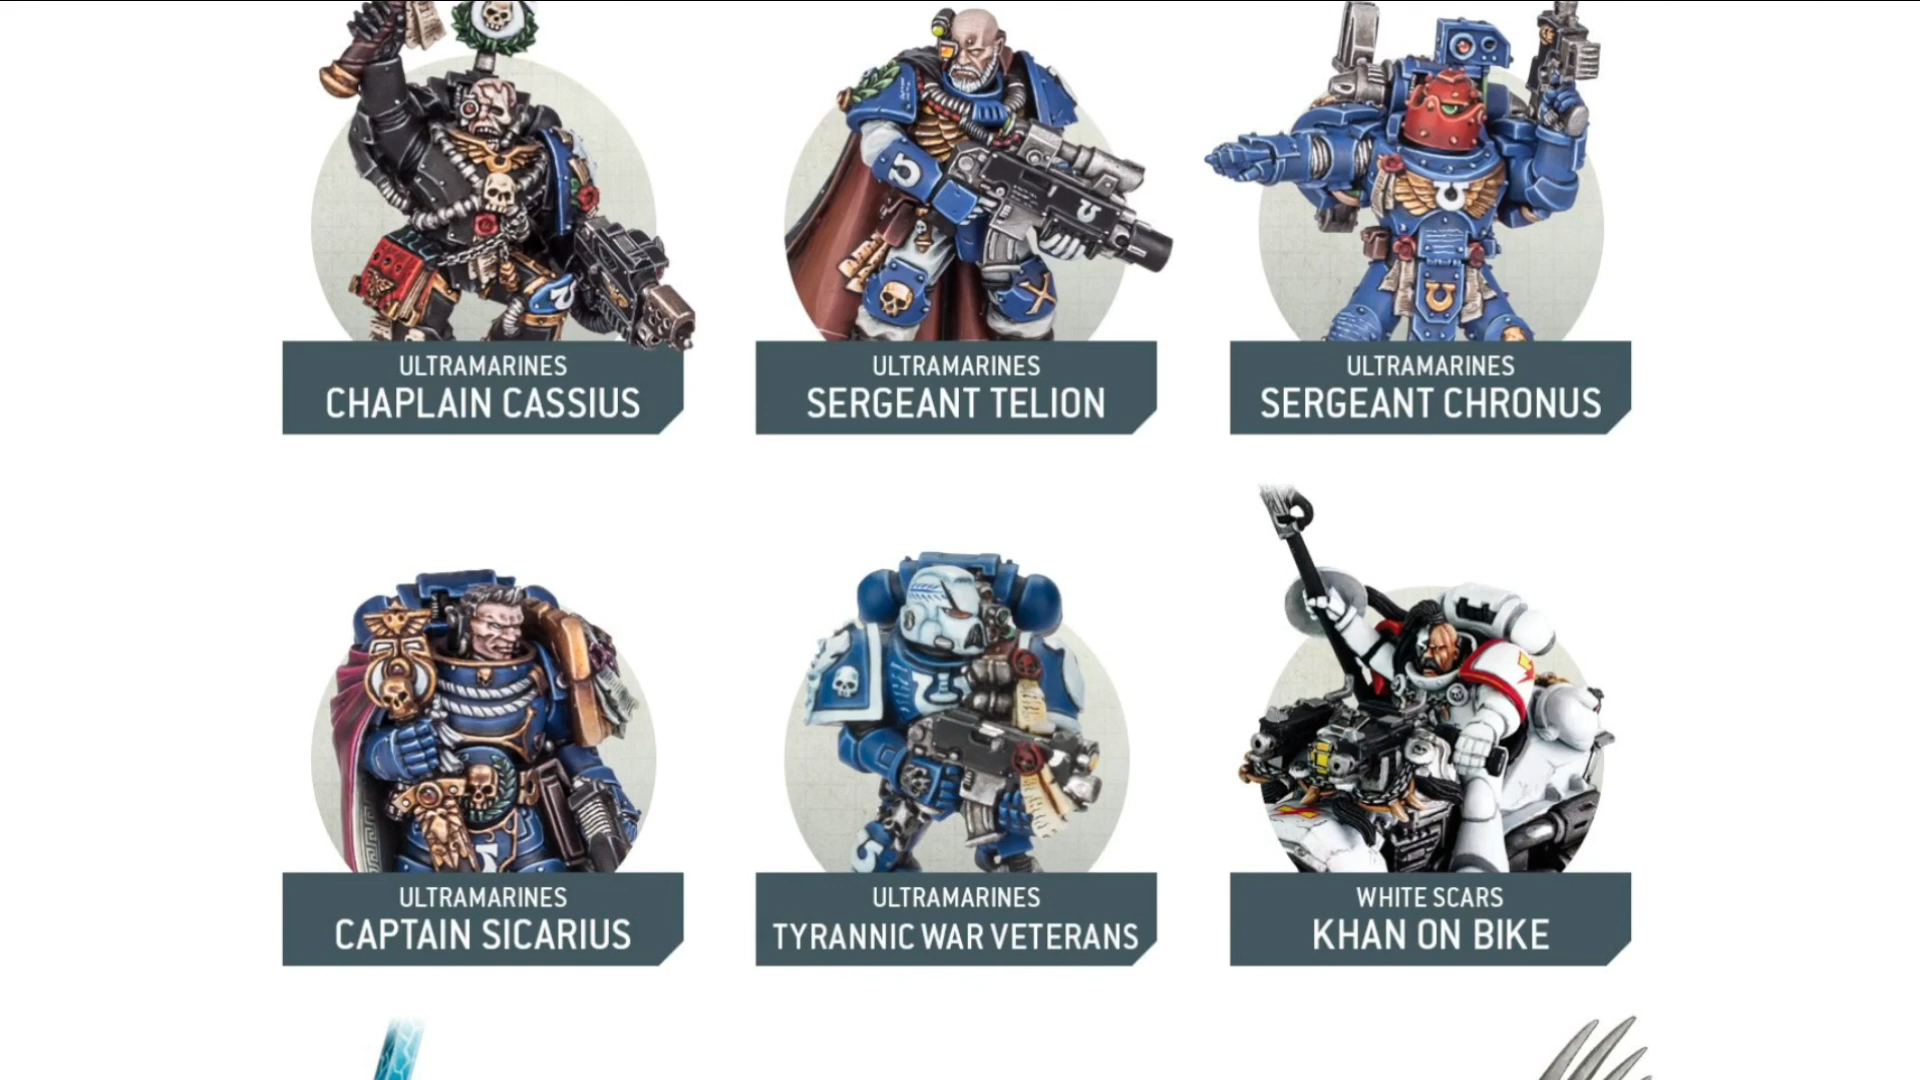 ULTRAMARINES
CHAPLAIN CASSIUS
ULTRAMARINES
SERGEANT TELION
ULTRAMARINES
SERGEANT CHRONUS
ULTRAMARINES
CAPTAIN SICARIUS
ULTRAMARINES
TYRANNIC WAR VETERANS
WHITE SCARS
KHAN ON BIKE